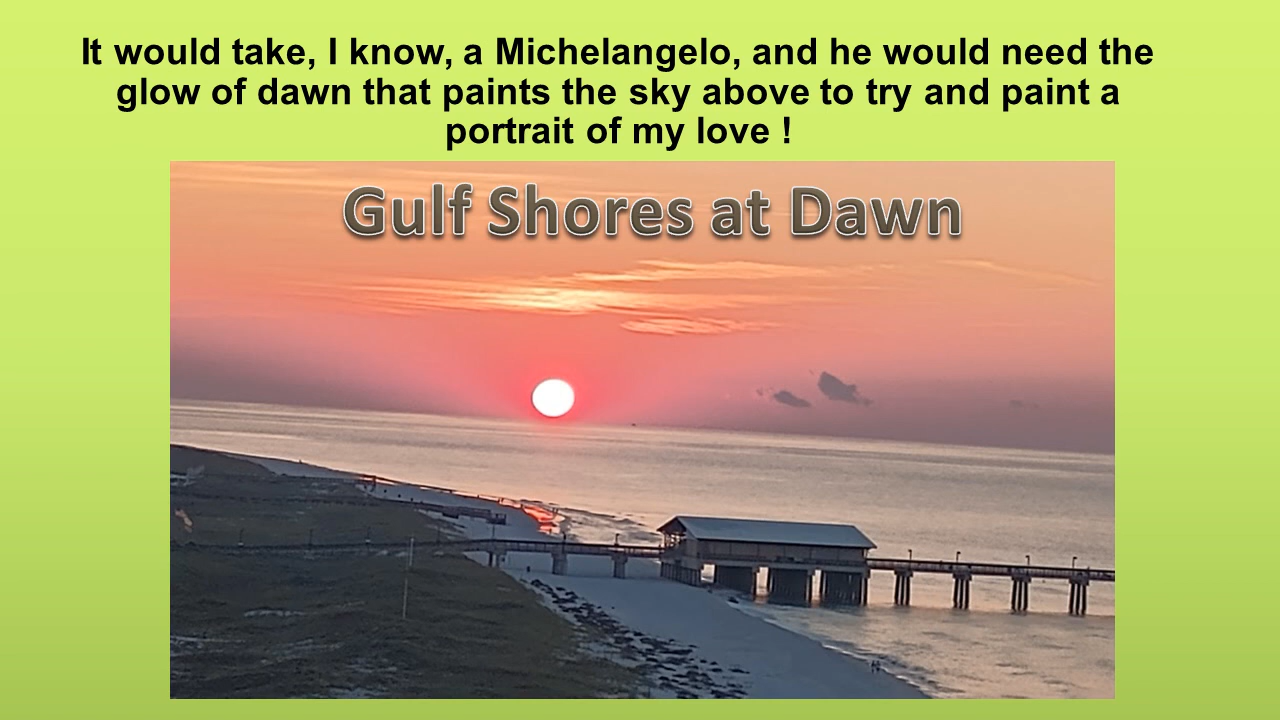 It would take, I know, a Michelangelo, and he would need the
glow of dawn that paints the sky above to try and paint a
portrait of my love !
Gulf Shores at Dawn